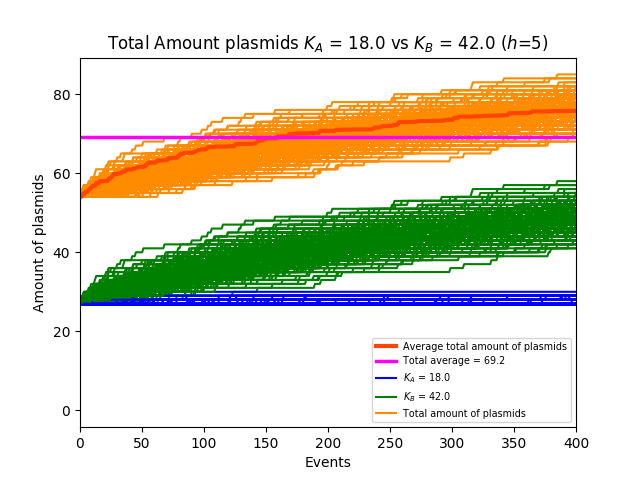 Total Amount plasmids K_A = 18.0 vs K_B = 42.0 (h=5)
Amount of plasmids
80
60
40
20
0
Average total amount of plasmids
Total average = 69.2
K_A = 18.0
K_B = 42.0
Total amount of plasmids
0 50 100 150 200 250 300 350 400
Events